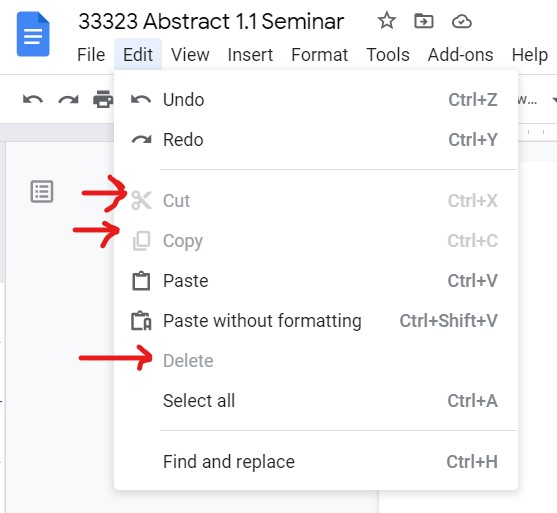 33323 Abstract 1.1 Seminar
File Edit View Insert Format Tools Add-ons Help
Undo Ctrl+Z
Redo Ctrl+Y
Cut Ctrl+X
Copy Ctrl+C
Paste Ctrl+V
Paste without formatting Ctrl+Shift+V
Delete
Select all Ctrl+A
Find and replace Ctrl+H